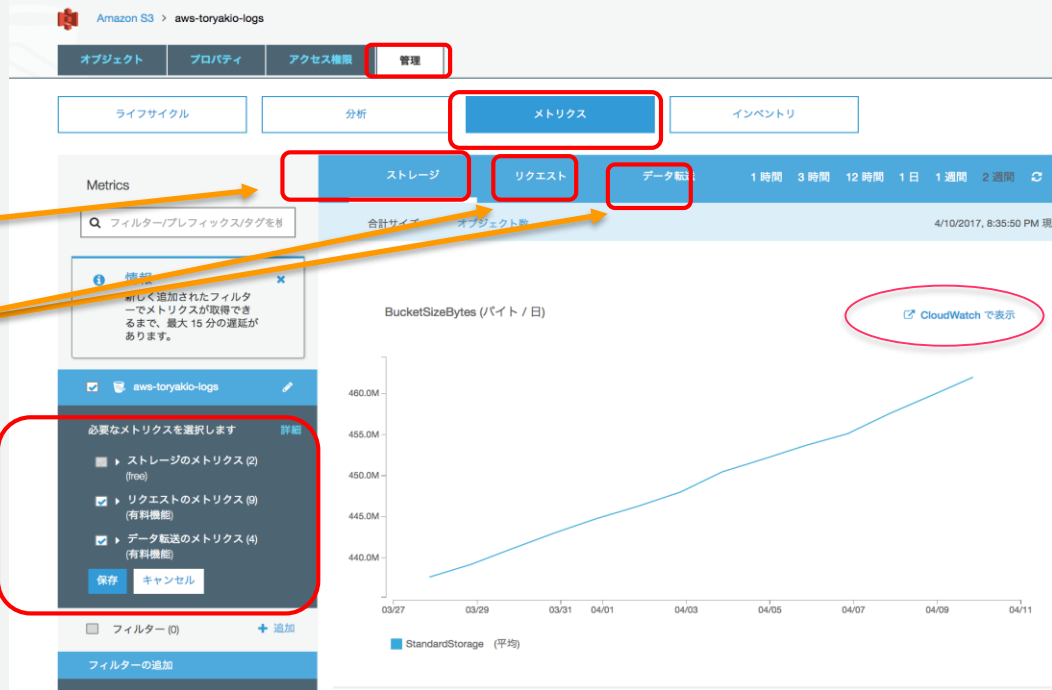 Amazon S3 > aws-toryakio-logs
オブジェクト プロパティ アクセス権限 管理
ライフサイクル 分析 メトリクス インベントリ
Metrics
ストレージ リクエスト データ転送 1 時間 3 時間 12 時間 1 日 1 週間 2 週間
フィルター/プレフィックス/タグを検
合計サイズ オブジェクト数 4/10/2017, 8:35:50 PM 現
情報
新しく追加されたフィルタ
ーでメトリクスが取得でき
るまで、最大 15 分の遅延が
あります。
BucketSizeBytes (バイト / 日)
CloudWatch で表示
aws-toryakio-logs
必要なメトリクスを選択します 詳細
ストレージのメトリクス (2)
(free)
リクエストのメトリクス (9)
(有料機能)
データ転送のメトリクス (4)
(有料機能)
保存 キャンセル
フィルター (0) 追加
フィルターの追加
460.0M
455.0M
450.0M
445.0M
440.0M
03/27 03/29 03/31 04/01 04/03 04/05 04/07 04/09 04/11
StandardStorage (平均)